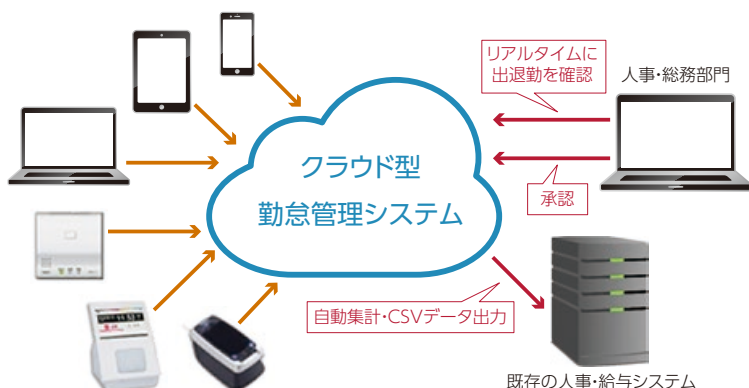 リアルタイムに
出退勤を確認
人事・総務部門
クラウド型
勤怠管理システム
承認
自動集計・CSVデータ出力
既存の人事・給与システム